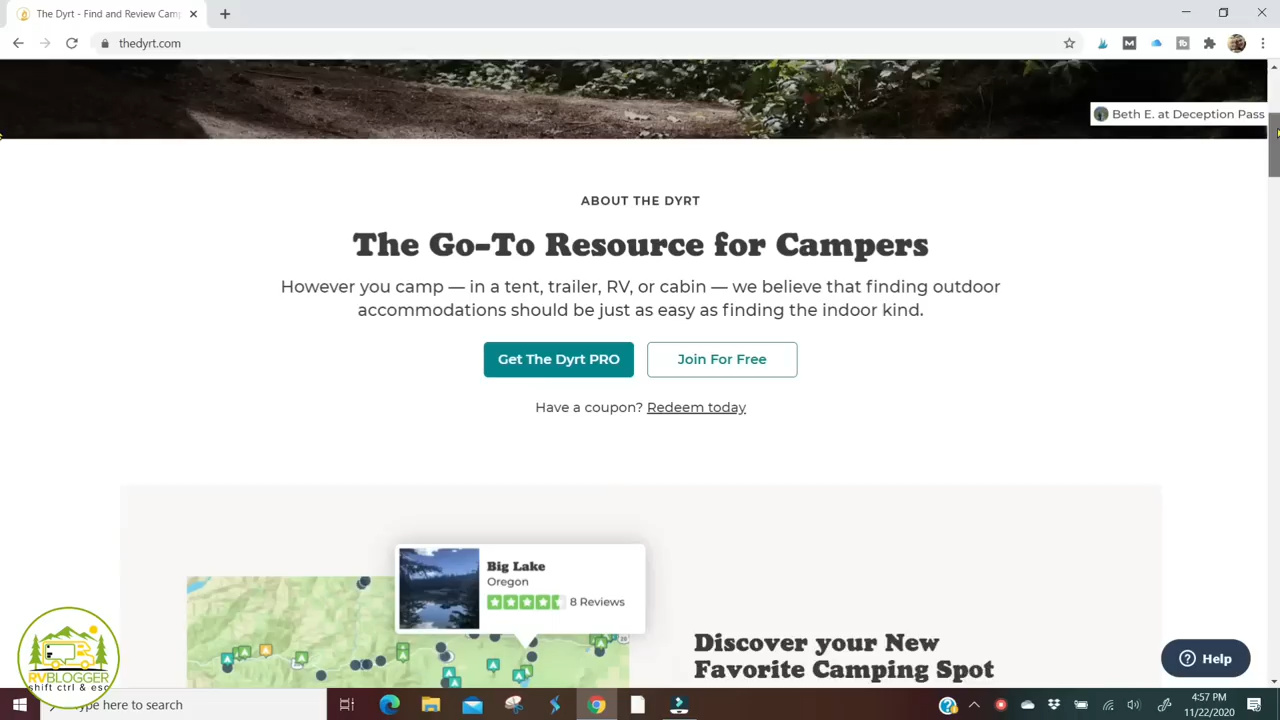 The Dyrt - Find and Review Camp
thedyrt.com
Beth E. at Deception Pass
ABOUT THE DYRT
The Go-To Resource for Campers
However you camp — in a tent, trailer, RV, or cabin — we believe that finding outdoor
accommodations should be just as easy as finding the indoor kind.
Get The Dyrt PRO
Join For Free
Have a coupon? Redeem today
Big Lake
Oregon
8 Reviews
Discover your New
Favorite Camping Spot
Help
RVBLOGGER
shift ctrl & esc
Type here to search
4:57 PM
11/22/2020